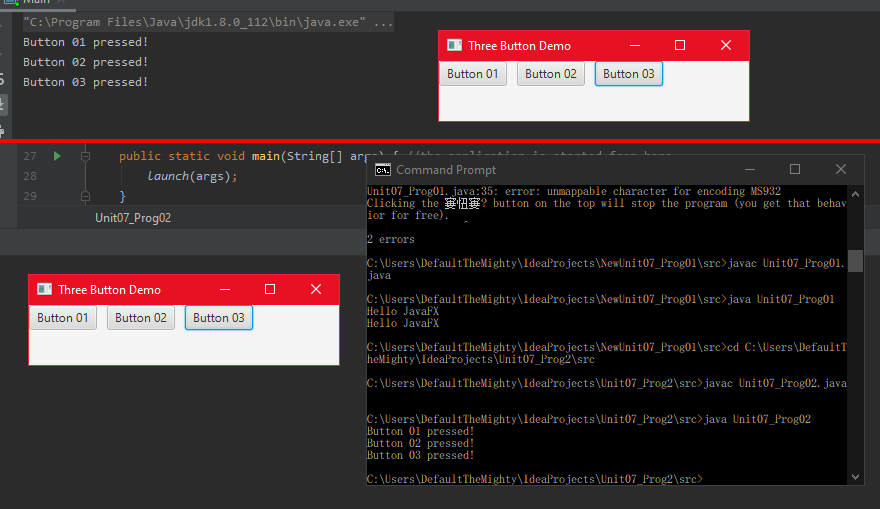 Main
"C:\Program Files\Java\jdk1.8.0_112\bin\java.exe" ...
Button 01 pressed!
Button 02 pressed!
Button 03 pressed!
Three Button Demo
Button 01 Button 02 Button 03
27 public static void main(String[] args) { //the application is started from here
28 launch(args);
29 }
Unit07_Prog02
Three Button Demo
Button 01 Button 02 Button 03
Command Prompt
Unit07_Prog01.java:35: error: unmappable character for encoding MS932
Clicking the ? button on the top will stop the program (you get that behav
ior for free).
^
2 errors
C:\Users\DefaultTheMighty\IdeaProjects\NewUnit07_Prog01\src>javac Unit07_Prog01.
java
C:\Users\DefaultTheMighty\IdeaProjects\NewUnit07_Prog01\src>java Unit07_Prog01
Hello JavaFX
Hello JavaFX
C:\Users\DefaultTheMighty\IdeaProjects\NewUnit07_Prog01\src>cd C:\Users\DefaultT
heMighty\IdeaProjects\Unit07_Prog2\src
C:\Users\DefaultTheMighty\IdeaProjects\Unit07_Prog2\src>javac Unit07_Prog02.java
C:\Users\DefaultTheMighty\IdeaProjects\Unit07_Prog2\src>java Unit07_Prog02
Button 01 pressed!
Button 02 pressed!
Button 03 pressed!
C:\Users\DefaultTheMighty\IdeaProjects\Unit07_Prog2\src>